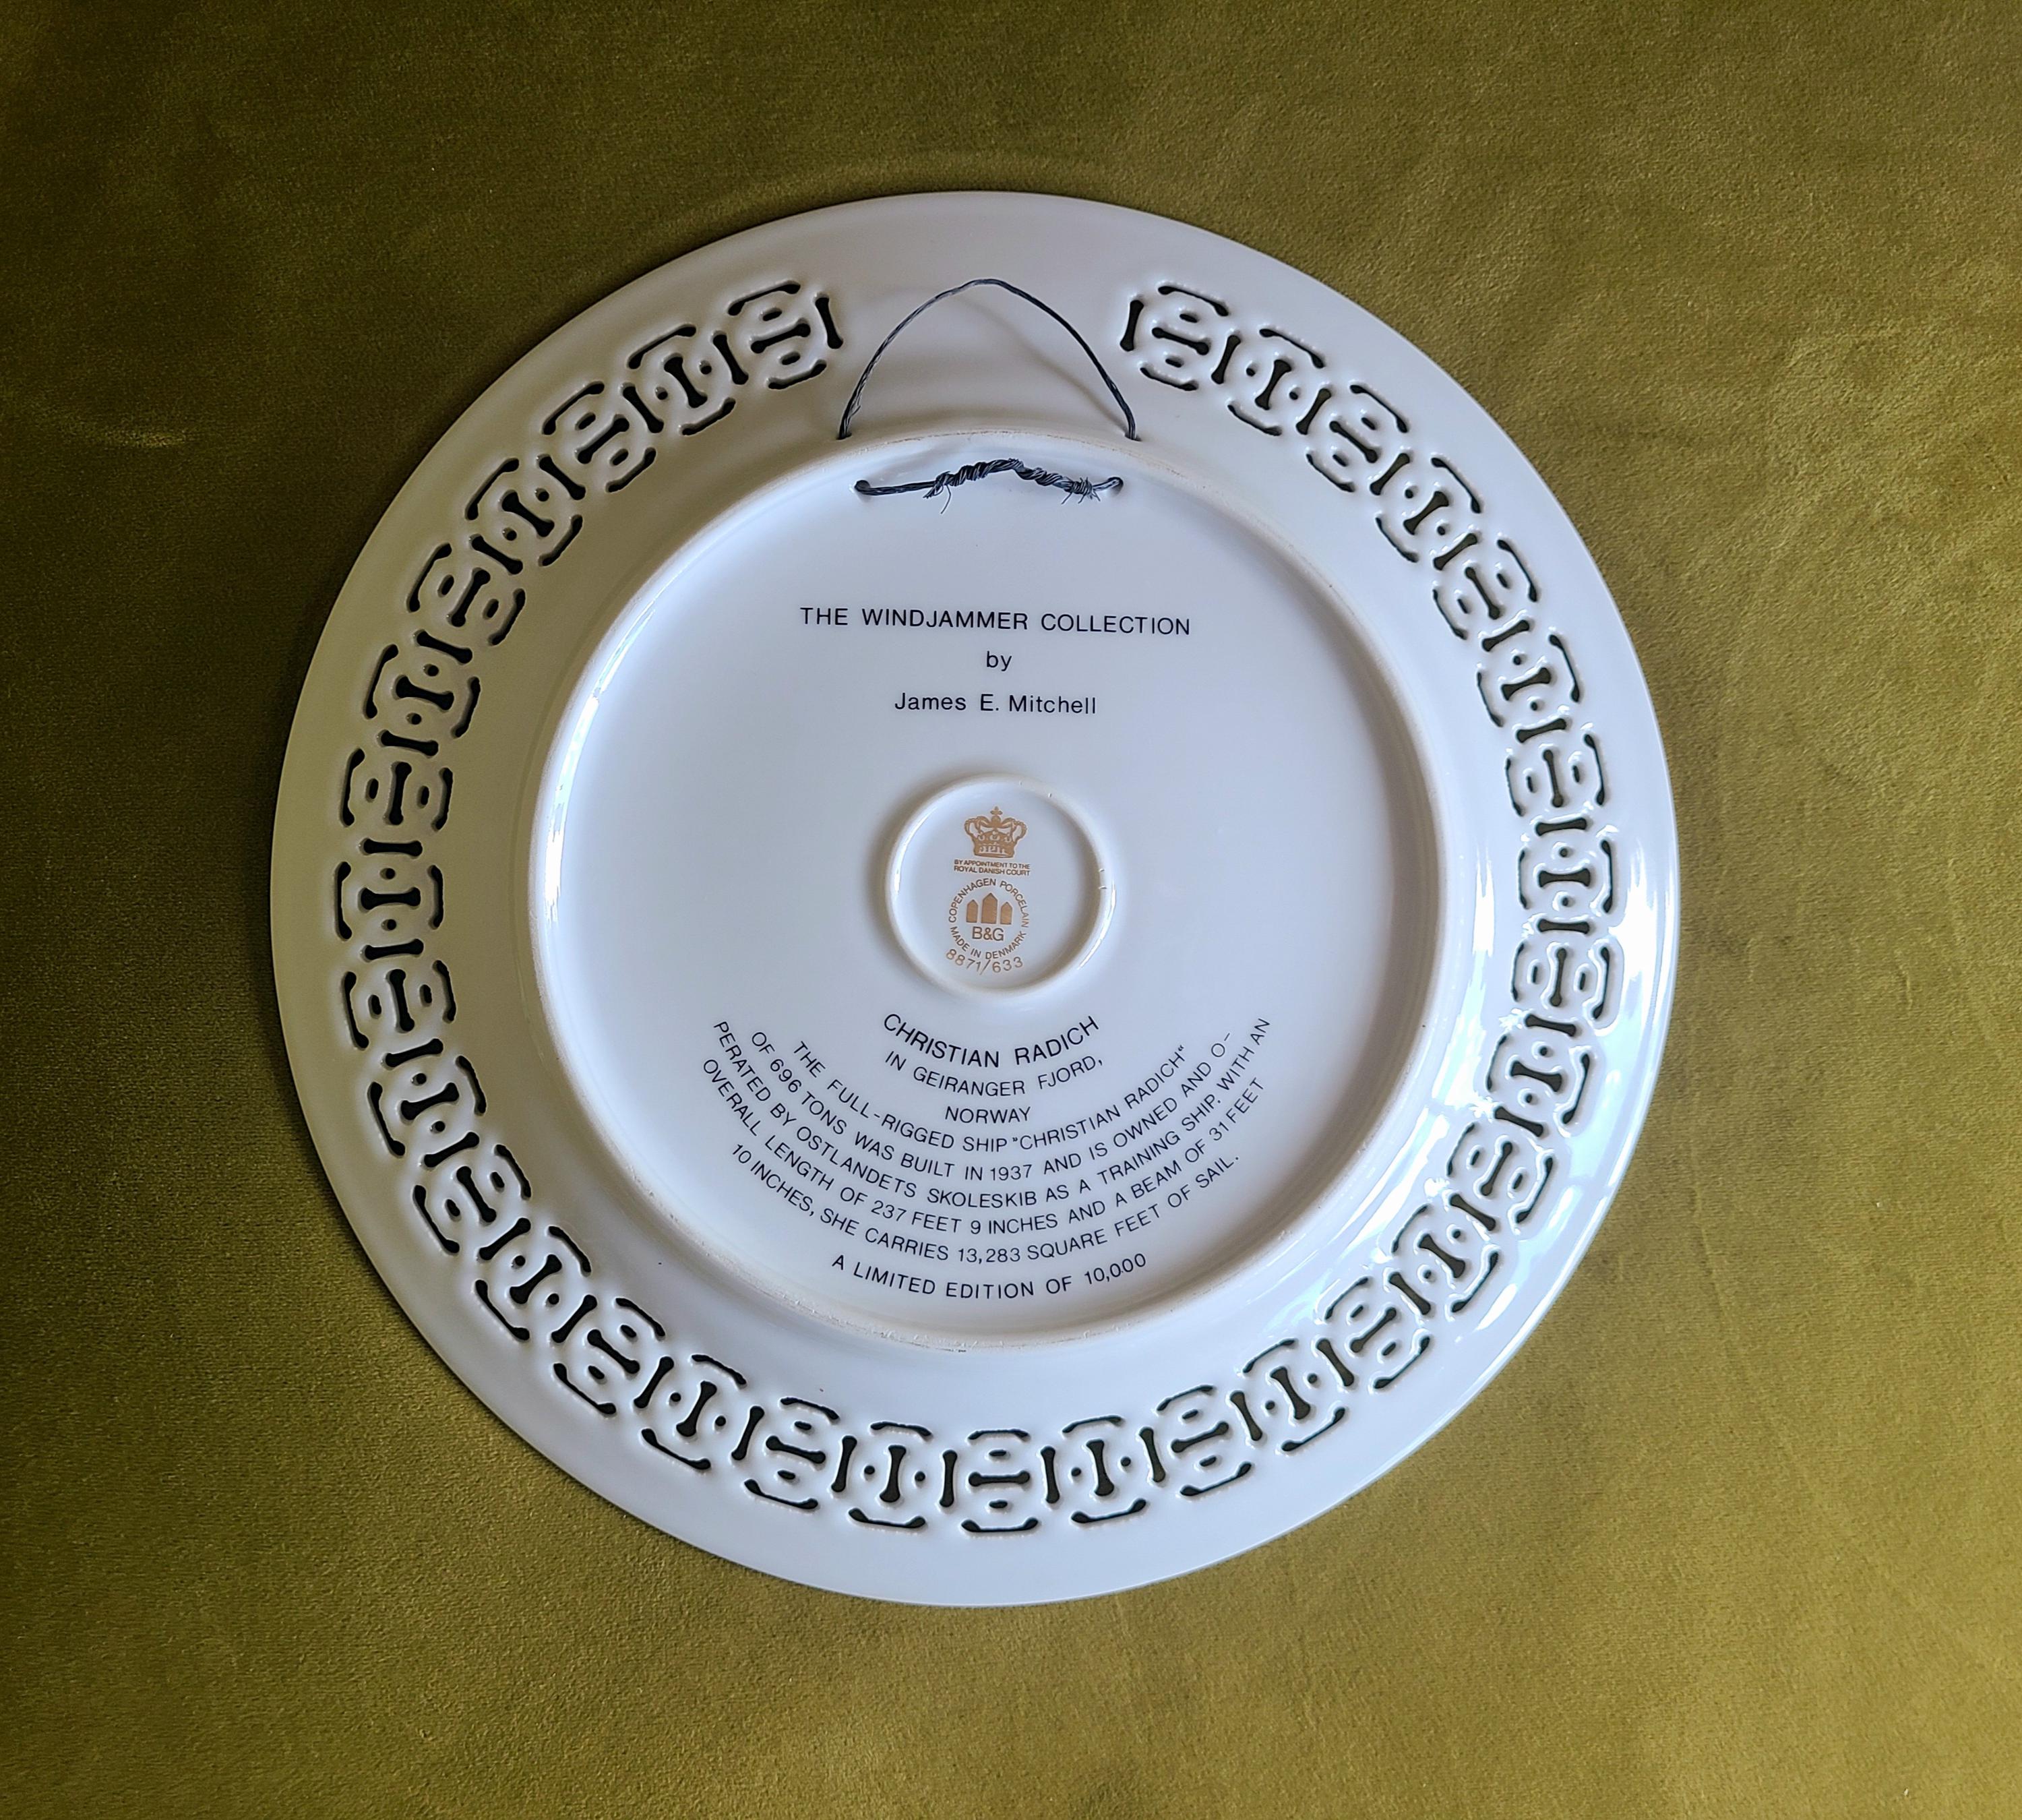 THE WINDJAMMER COLLECTION
by
James E. Mitchell
BY APPOINTMENT TO THE
ROYAL DANISH COURT
COPENHAGEN PORCELAIN
B&G
MADE IN DENMARK
8871/633
CHRISTIAN RADICH
IN GEIRANGER FJORD,
NORWAY
THE FULL-RIGGED SHIP "CHRISTIAN RADICH"
OF 696 TONS WAS BUILT IN 1937 AND IS OWNED AND O-
PERATED BY OSTLANDETS SKOLESKIB AS A TRAINING SHIP. WITH AN
OVERALL LENGTH OF 237 FEET 9 INCHES AND A BEAM OF 31 FEET
10 INCHES, SHE CARRIES 13,283 SQUARE FEET OF SAIL.
A LIMITED EDITION OF 10,000